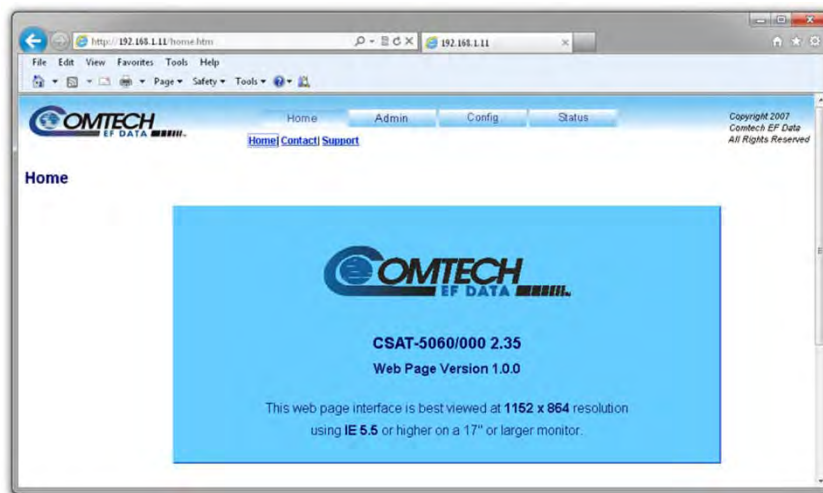 http://192.168.1.11/home.htm
192.168.1.11
File Edit View Favorites Tools Help
Page Safety Tools
COMTECH
EF DATA
Home Admin Config Status
Copyright 2007
Comtech EF Data
All Rights Reserved
Home| Contact| Support
Home
COMTECH
EF DATA
CSAT-5060/000 2.35
Web Page Version 1.0.0
This web page interface is best viewed at 1152 x 864 resolution
using IE 5.5 or higher on a 17" or larger monitor.